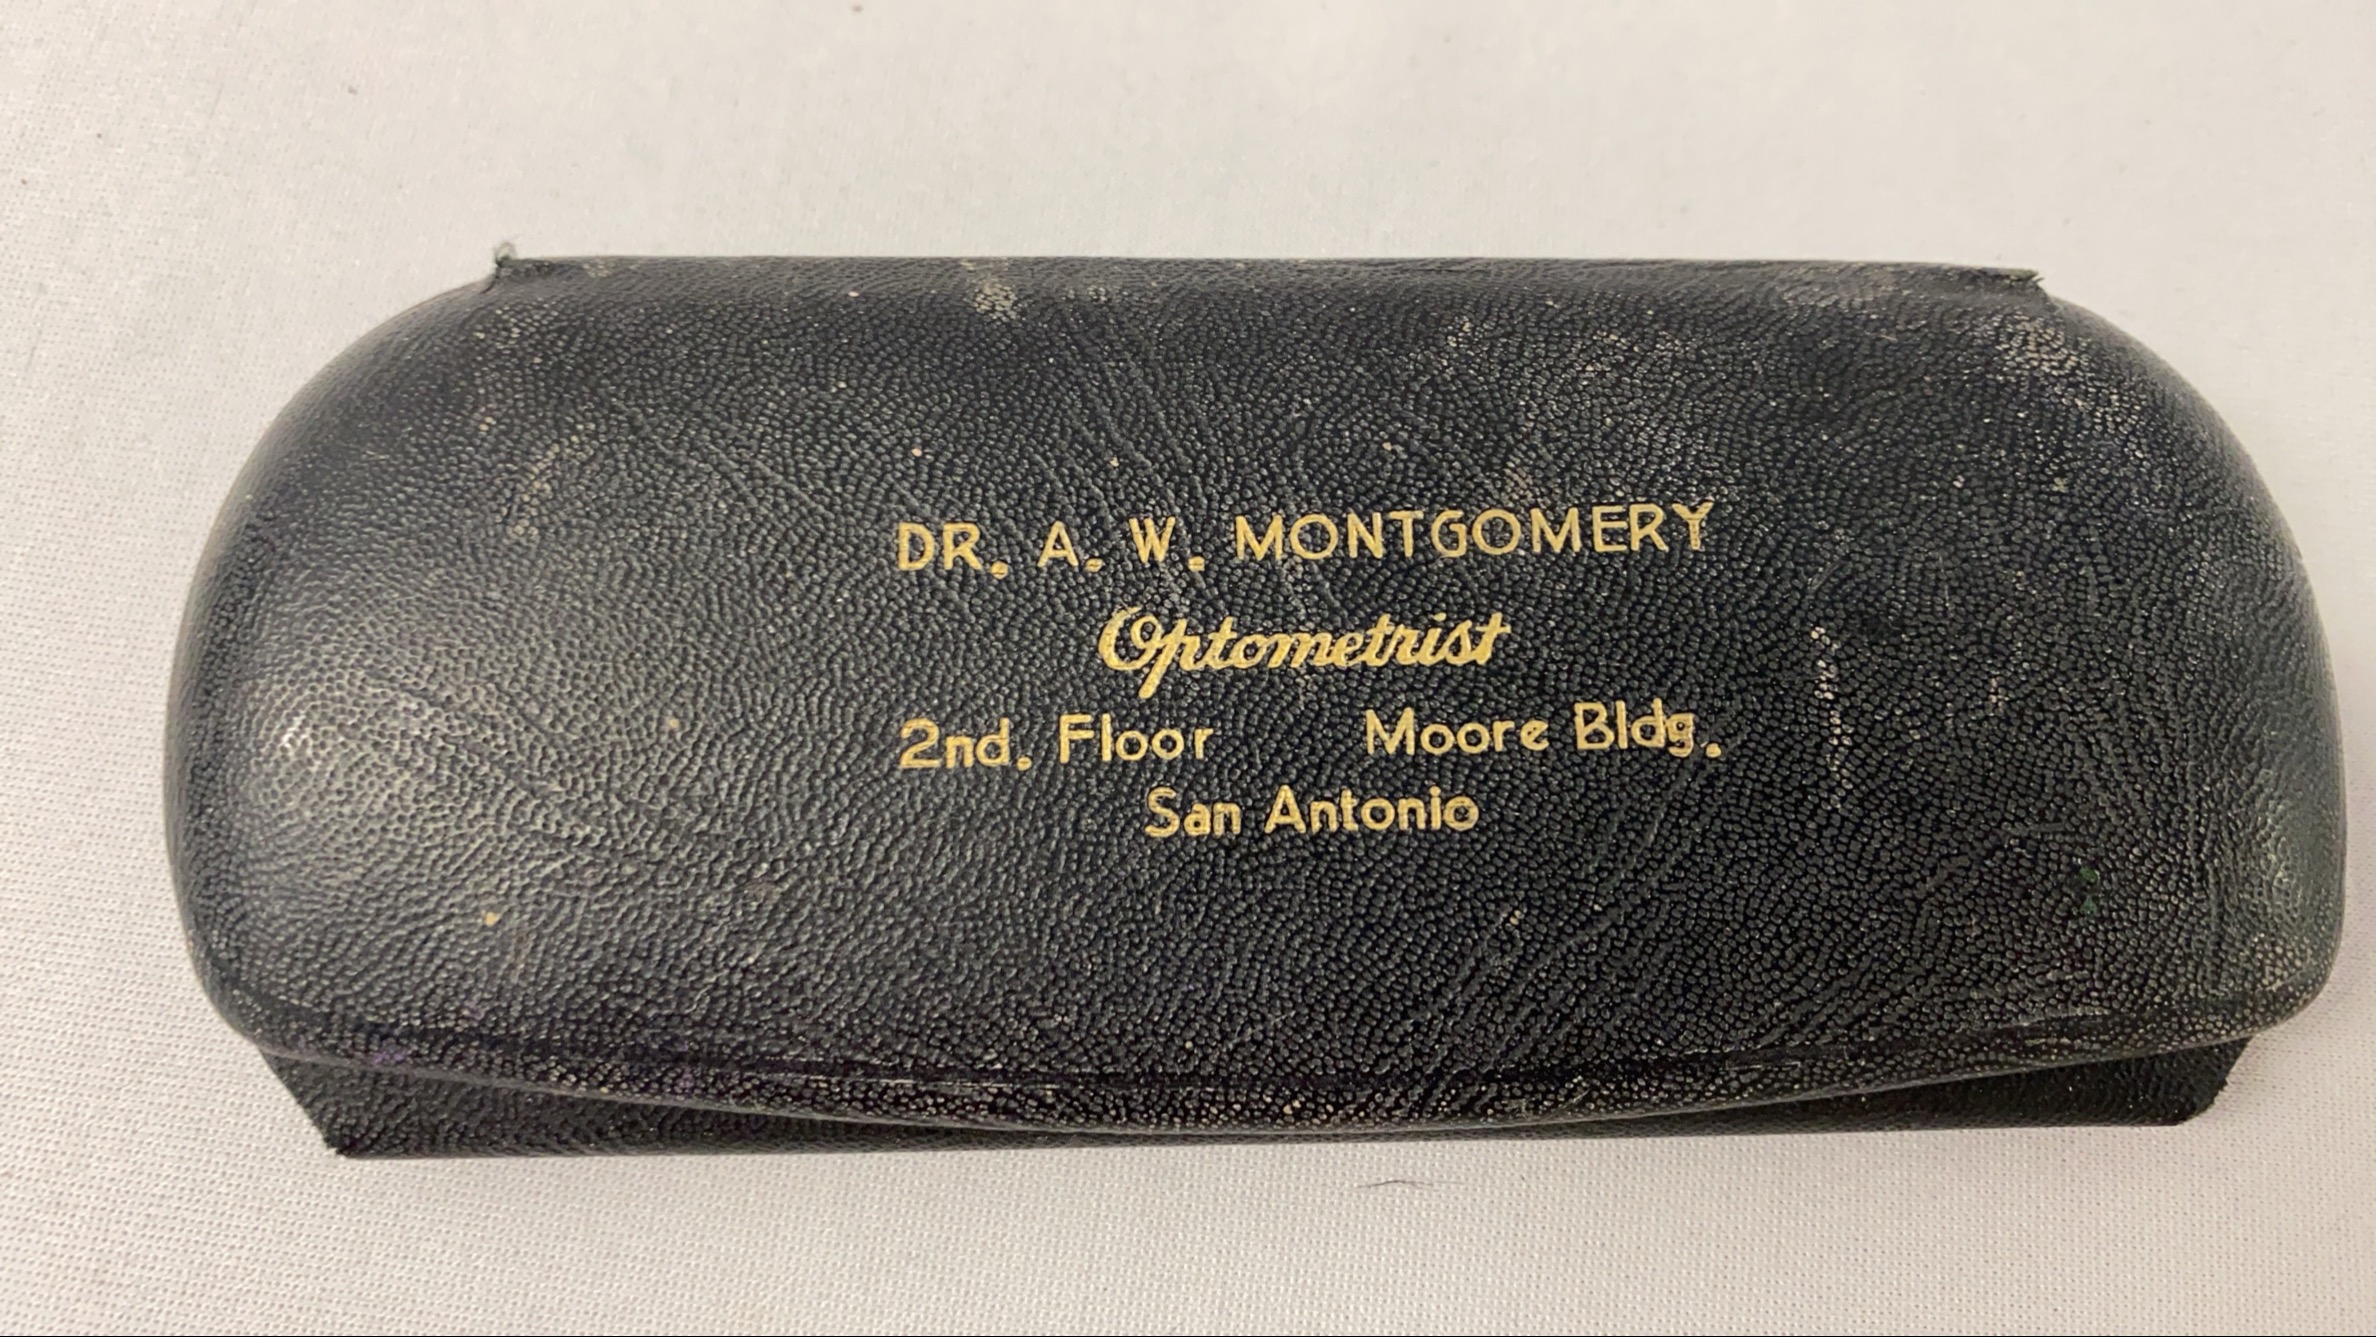 DR. A. W. MONTGOMERY
Optometrist
2nd. Floor Moore Bldg.
San Antonio